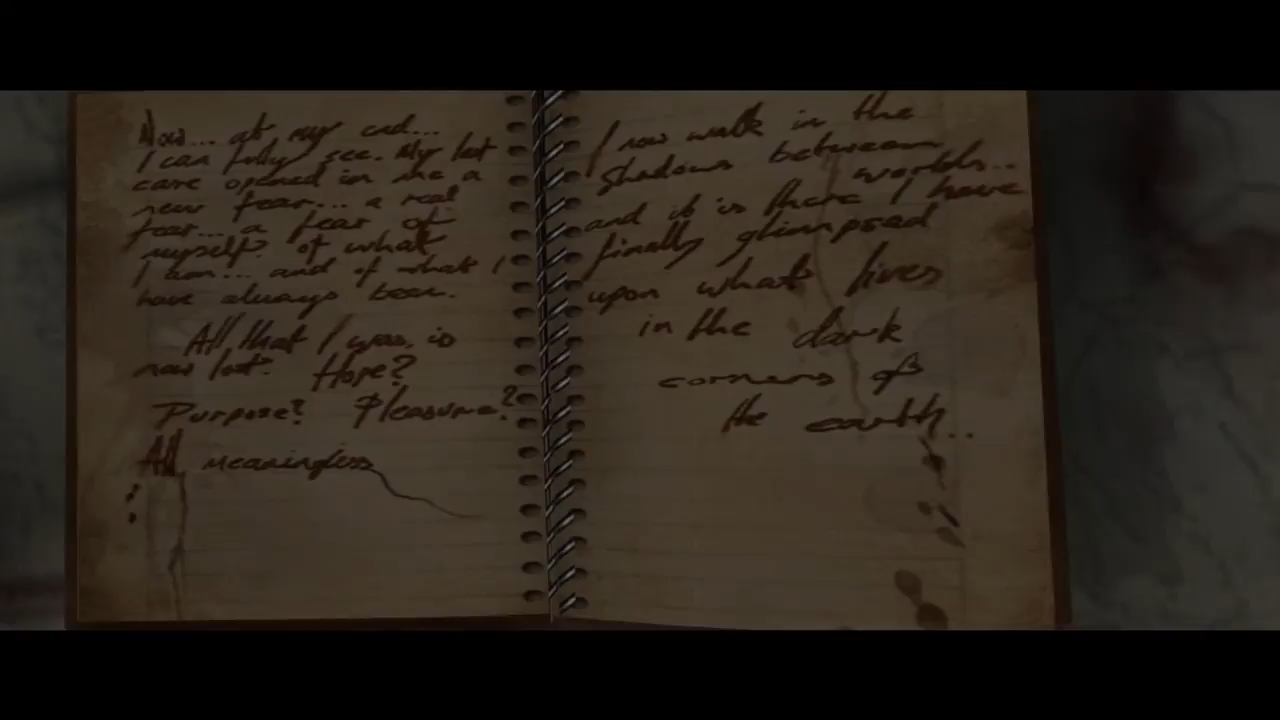 Now... at my end...
I can fully see. My last
case opened in me a
new fear... a real
fear... a fear of
myself. of what
I am... and of what I
have always been.
All that I was, is
now lost. Hope?
Purpose? Pleasure?
All meaningless
I now walk in the
shadows between
worlds...
and it is there I have
finally glimpsed
upon what lives
in the dark
corners of
the earth..